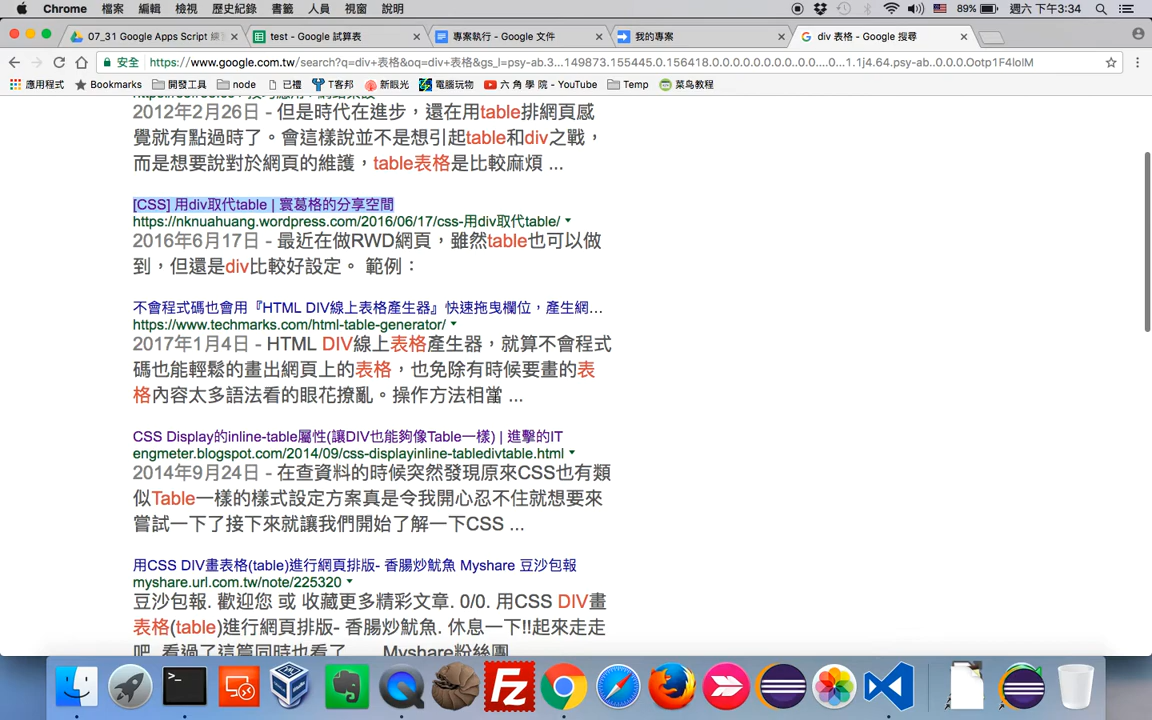 Chrome 檔案 編輯 檢視 歷史紀錄 書籤 人員 視窗 說明 89% 週六 下午3:34
07_31 Google Apps Script 練 test - Google 試算表 專案執行 - Google 文件 我的專案 div 表格 - Google 搜尋
安全 https://www.google.com.tw/search?q=div+表格&oq=div+表格&gs_l=psy-ab.3...149873.155445.0.156418.0.0.0.0.0.0.0.0..0.0....0...1.1j4.64.psy-ab..0.0.0.Ootp1F4loIM
應用程式 Bookmarks 開發工具 node 已禮 T客邦 新眼光 電腦玩物 六 角 學 院 - YouTube Temp 菜鸟教程
2012年2月26日 - 但是時代在進步，還在用table排網頁感
覺就有點過時了。會這樣說並不是想引起table和div之戰，
而是想要說對於網頁的維護，table表格是比較麻煩 ...
[CSS] 用div取代table | 寰葛格的分享空間
https://nknuahuang.wordpress.com/2016/06/17/css-用div取代table/
2016年6月17日 - 最近在做RWD網頁，雖然table也可以做
到，但還是div比較好設定。 範例：
不會程式碼也會用『HTML DIV線上表格產生器』快速拖曳欄位，產生網...
https://www.techmarks.com/html-table-generator/
2017年1月4日 - HTML DIV線上表格產生器，就算不會程式
碼也能輕鬆的畫出網頁上的表格，也免除有時候要畫的表
格內容太多語法看的眼花撩亂。操作方法相當 ...
CSS Display的inline-table屬性(讓DIV也能夠像Table一樣) | 進擊的IT
engmeter.blogspot.com/2014/09/css-displayinline-tabledivtable.html
2014年9月24日 - 在查資料的時候突然發現原來CSS也有類
似Table一樣的樣式設定方案真是令我開心忍不住就想要來
嘗試一下了接下來就讓我們開始了解一下CSS ...
用CSS DIV畫表格(table)進行網頁排版- 香腸炒魷魚 Myshare 豆沙包報
myshare.url.com.tw/note/225320
豆沙包報. 歡迎您 或 收藏更多精彩文章. 0/0. 用CSS DIV畫
表格(table)進行網頁排版- 香腸炒魷魚. 休息一下!!起來走走
吧. 看過了這篇同時也看了 ... Myshare粉絲團